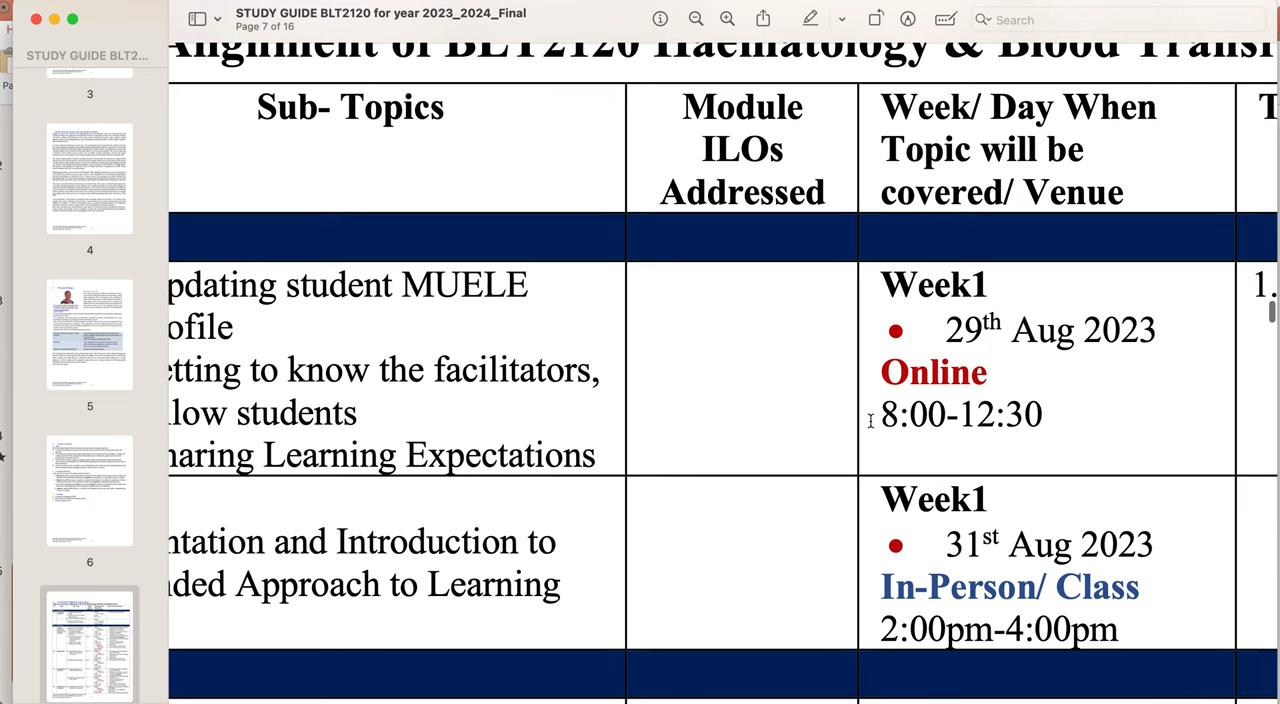 STUDY GUIDE BLT2120 for year 2023_2024_Final
Page 7 of 16
Search
STUDY GUIDE BLT2...
3
4
5
6
Alignment of BLT2120 Haematology & Blood Transf
Sub- Topics
Module
ILOs
Addressed
Week/ Day When
Topic will be
covered/ Venue
pdating student MUELE
ofile
etting to know the facilitators,
llow students
haring Learning Expectations
Week1
• 29th Aug 2023
Online
8:00-12:30
1.
ntation and Introduction to
nded Approach to Learning
Week1
• 31st Aug 2023
In-Person/ Class
2:00pm-4:00pm